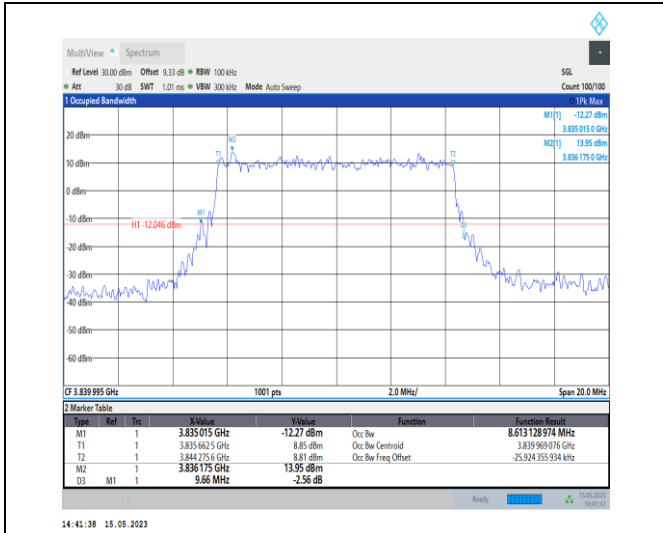 MultiView Spectrum
Ref Level 30.00 dBm Offset 9.33 dB RBW 100 kHz SGL
Att 30 dB SWT 1.01 ms VBW 300 kHz Mode Auto Sweep Count 100/100
1 Occupied Bandwidth 1Pk Max
M1[1] -12.27 dBm
3.835 015 0 GHz
M2[1] 13.95 dBm
3.836 175 0 GHz
20 dBm
10 dBm
0 dBm
-10 dBm
-20 dBm
-30 dBm
-40 dBm
-50 dBm
-60 dBm
T1 M2 T2
M1
H1 -12.046 dBm
CF 3.839 995 GHz 1001 pts 2.0 MHz/ Span 20.0 MHz
2 Marker Table
Type Ref Trc X-Value Y-Value Function Function Result
M1 1 3.835015 GHz -12.27 dBm Occ Bw 8.613 128 974 MHz
T1 1 3.835 662 5 GHz 8.85 dBm Occ Bw Centroid 3.839 969 076 GHz
T2 1 3.844 275 6 GHz 8.81 dBm Occ Bw Freq Offset -25.924 355 934 kHz
M2 1 3.836175 GHz 13.95 dBm
D3 M1 1 9.66 MHz -2.56 dB
Ready 15.05.2023
14:41:37
14:41:38 15.05.2023